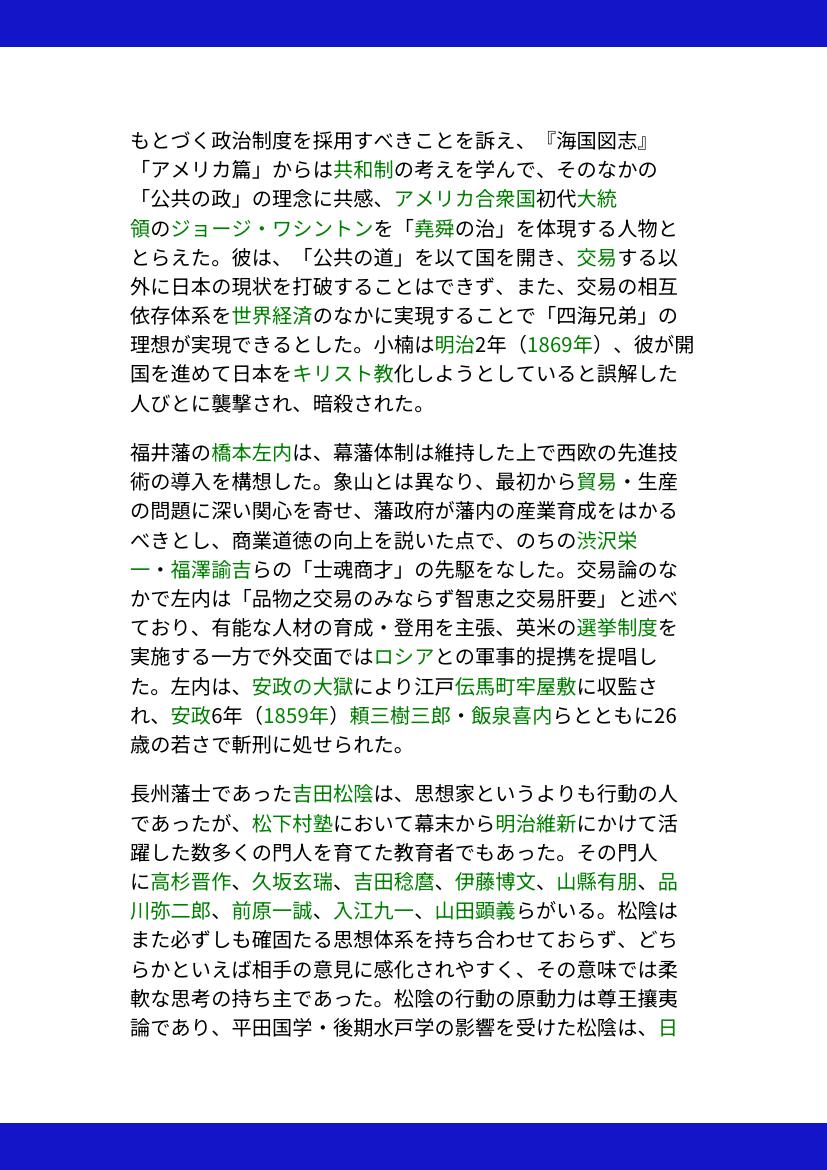 もとづく政治制度を採用すべきことを訴え、『海国図志』
「アメリカ篇」からは共和制の考えを学んで、そのなかの
「公共の政」の理念に共感、アメリカ合衆国初代大統
領のジョージ・ワシントンを「堯舜の治」を体現する人物と
とらえた。彼は、「公共の道」を以て国を開き、交易する以
外に日本の現状を打破することはできず、また、交易の相互
依存体系を世界経済のなかに実現することで「四海兄弟」の
理想が実現できるとした。小楠は明治2年（1869年）、彼が開
国を進めて日本をキリスト教化しようとしていると誤解した
人びとに襲撃され、暗殺された。
福井藩の橋本左内は、幕藩体制は維持した上で西欧の先進技
術の導入を構想した。象山とは異なり、最初から貿易・生産
の問題に深い関心を寄せ、藩政府が藩内の産業育成をはかる
べきとし、商業道徳の向上を説いた点で、のちの渋沢栄
一・福澤諭吉らの「士魂商才」の先駆をなした。交易論のな
かで左内は「品物之交易のみならず智恵之交易肝要」と述べ
ており、有能な人材の育成・登用を主張、英米の選挙制度を
実施する一方で外交面ではロシアとの軍事的提携を提唱し
た。左内は、安政の大獄により江戸伝馬町牢屋敷に収監さ
れ、安政6年（1859年）頼三樹三郎・飯泉喜内らとともに26
歳の若さで斬刑に処せられた。
長州藩士であった吉田松陰は、思想家というよりも行動の人
であったが、松下村塾において幕末から明治維新にかけて活
躍した数多くの門人を育てた教育者でもあった。その門人
に高杉晋作、久坂玄瑞、吉田稔麿、伊藤博文、山縣有朋、品
川弥二郎、前原一誠、入江九一、山田顕義らがいる。松陰は
また必ずしも確固たる思想体系を持ち合わせておらず、どち
らかといえば相手の意見に感化されやすく、その意味では柔
軟な思考の持ち主であった。松陰の行動の原動力は尊王攘夷
論であり、平田国学・後期水戸学の影響を受けた松陰は、日